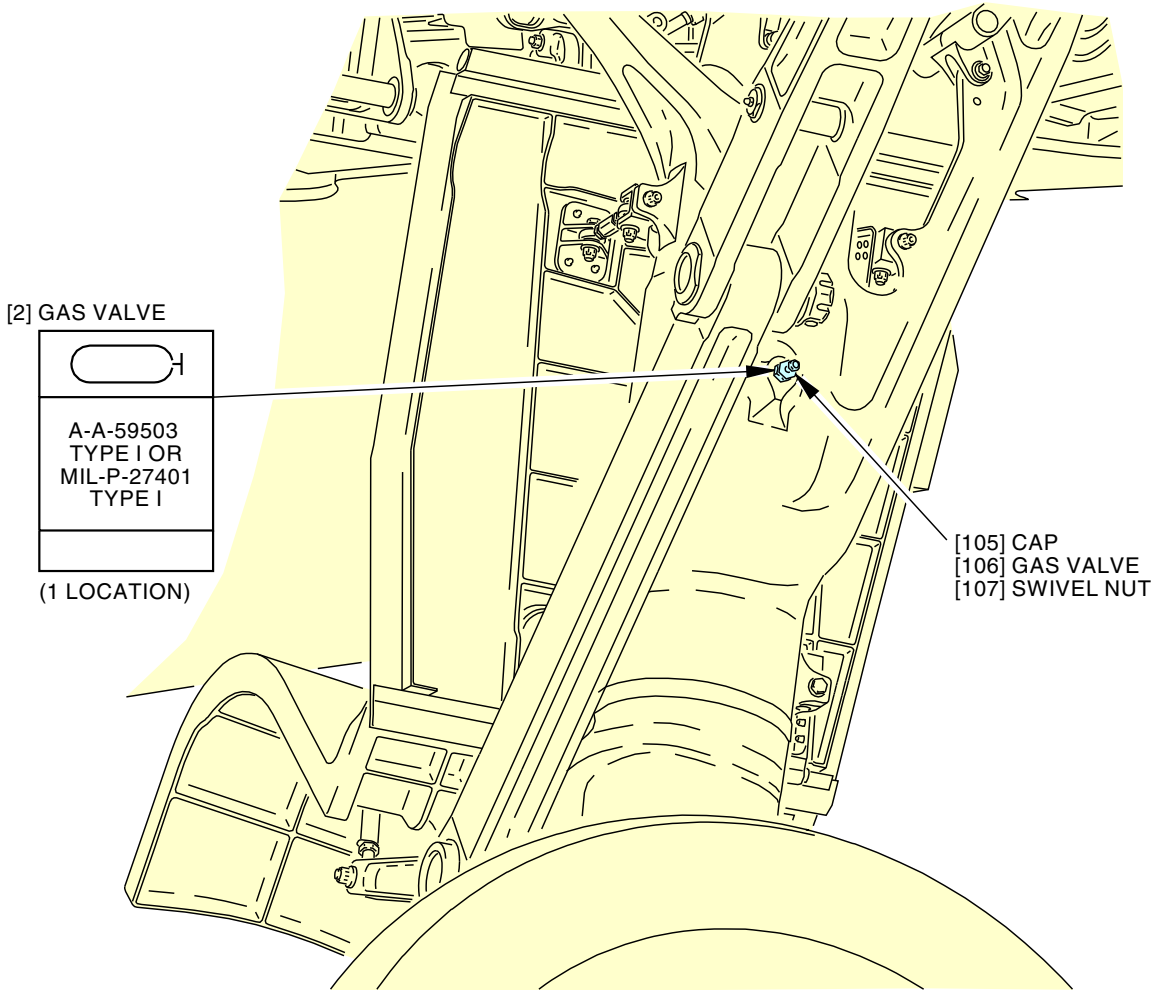 [2] GAS VALVE
A-A-59503
TYPE I OR
MIL-P-27401
TYPE I
(1 LOCATION)
[105] CAP
[106] GAS VALVE
[107] SWIVEL NUT